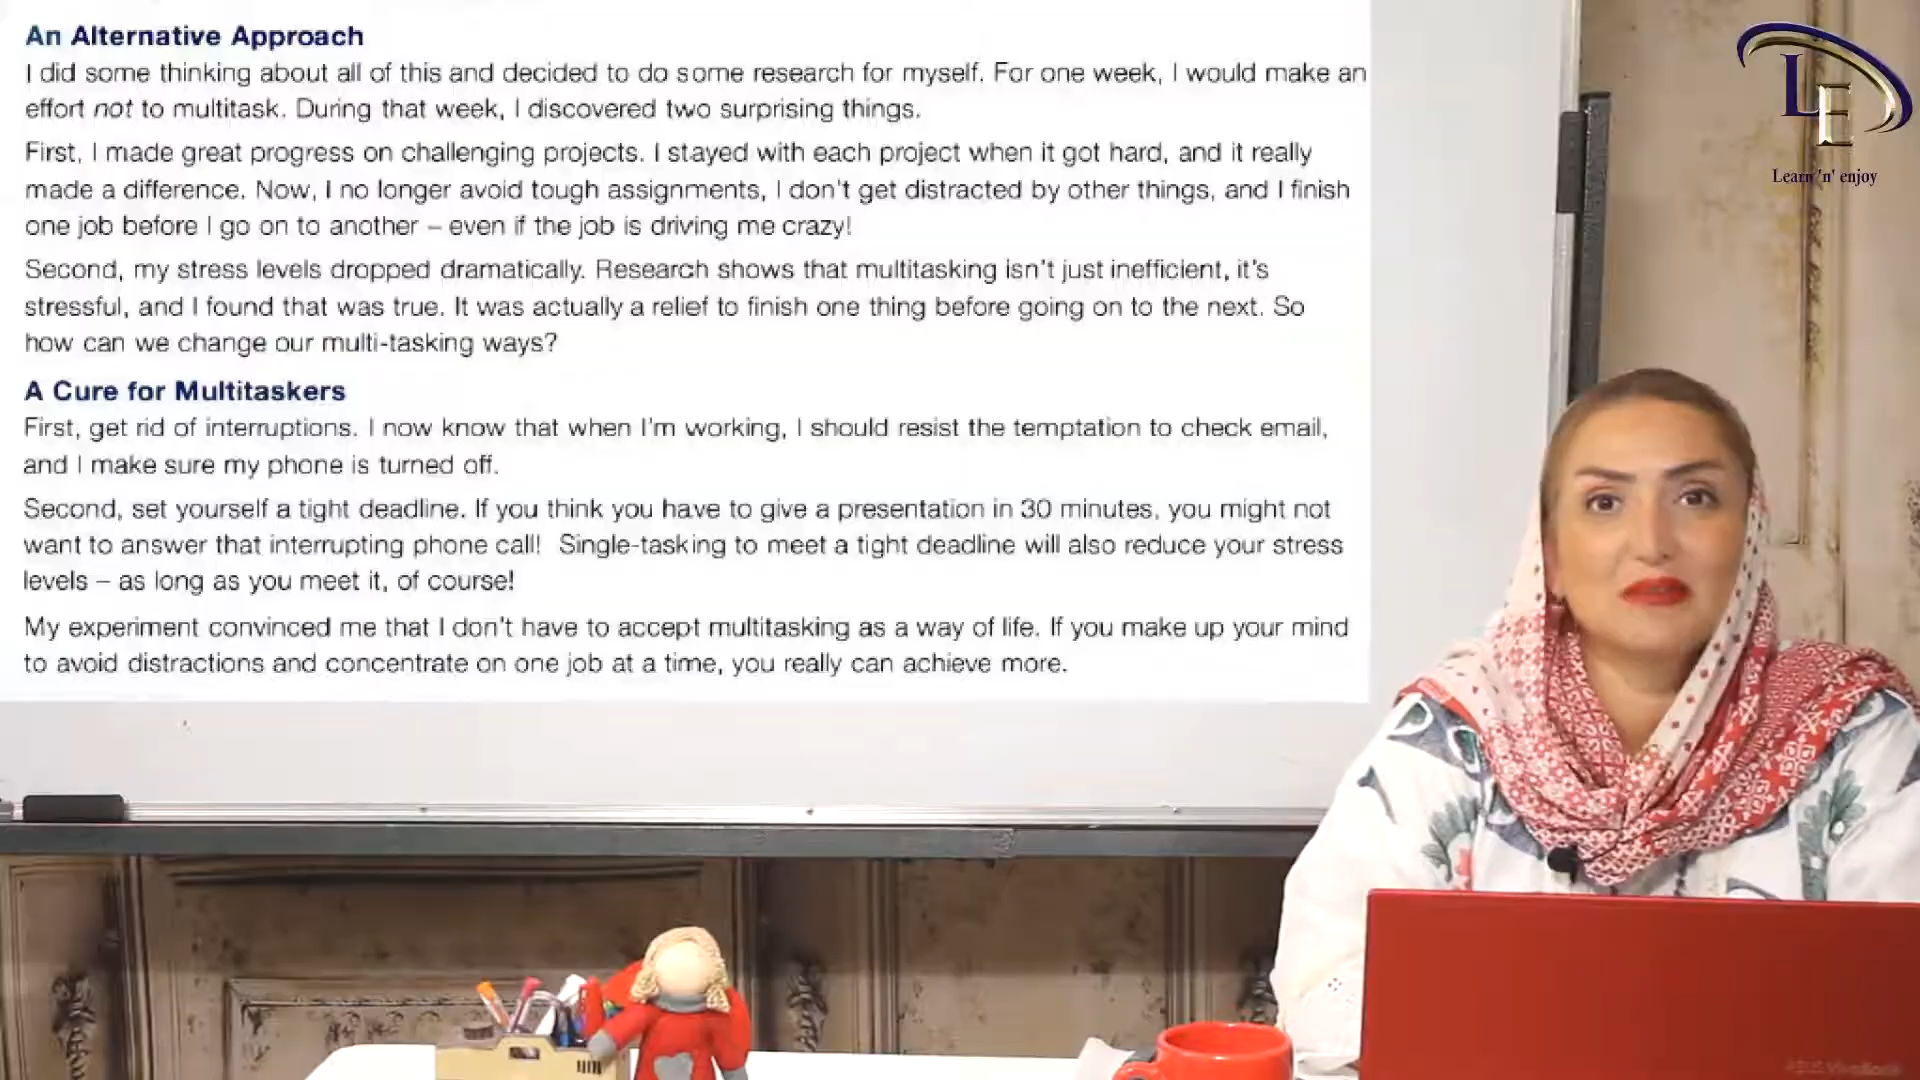 An Alternative Approach
I did some thinking about all of this and decided to do some research for myself. For one week, I would make an
effort not to multitask. During that week, I discovered two surprising things.
First, I made great progress on challenging projects. I stayed with each project when it got hard, and it really
made a difference. Now, I no longer avoid tough assignments, I don't get distracted by other things, and I finish
one job before I go on to another – even if the job is driving me crazy!
Second, my stress levels dropped dramatically. Research shows that multitasking isn't just inefficient, it's
stressful, and I found that was true. It was actually a relief to finish one thing before going on to the next. So
how can we change our multi-tasking ways?
A Cure for Multitaskers
First, get rid of interruptions. I now know that when I'm working, I should resist the temptation to check email,
and I make sure my phone is turned off.
Second, set yourself a tight deadline. If you think you have to give a presentation in 30 minutes, you might not
want to answer that interrupting phone call! Single-tasking to meet a tight deadline will also reduce your stress
levels – as long as you meet it, of course!
My experiment convinced me that I don't have to accept multitasking as a way of life. If you make up your mind
to avoid distractions and concentrate on one job at a time, you really can achieve more.
LE
Learn 'n' enjoy
ASUS VivoBook